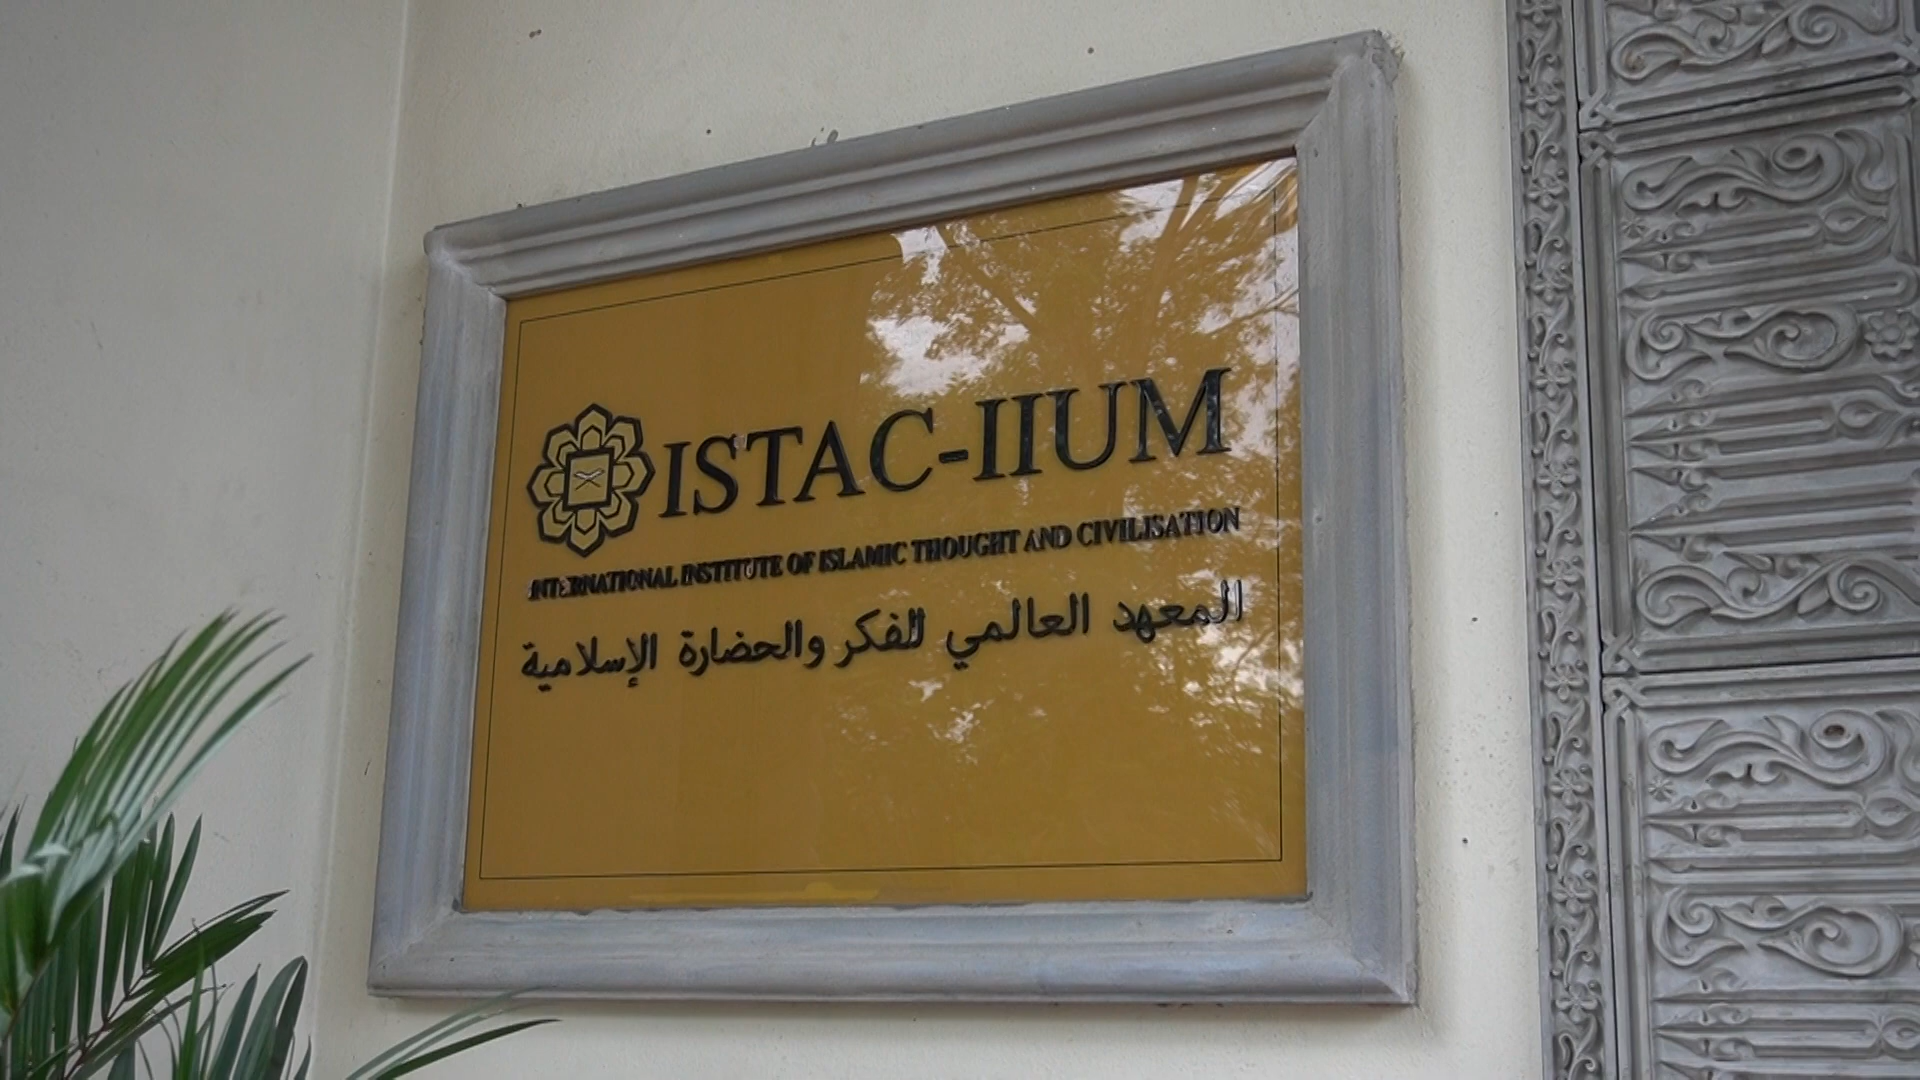 ISTAC-IIUM
INTERNATIONAL INSTITUTE OF ISLAMIC THOUGHT AND CIVILISATION
المعهد العالمي للفكر والحضارة الإسلامية